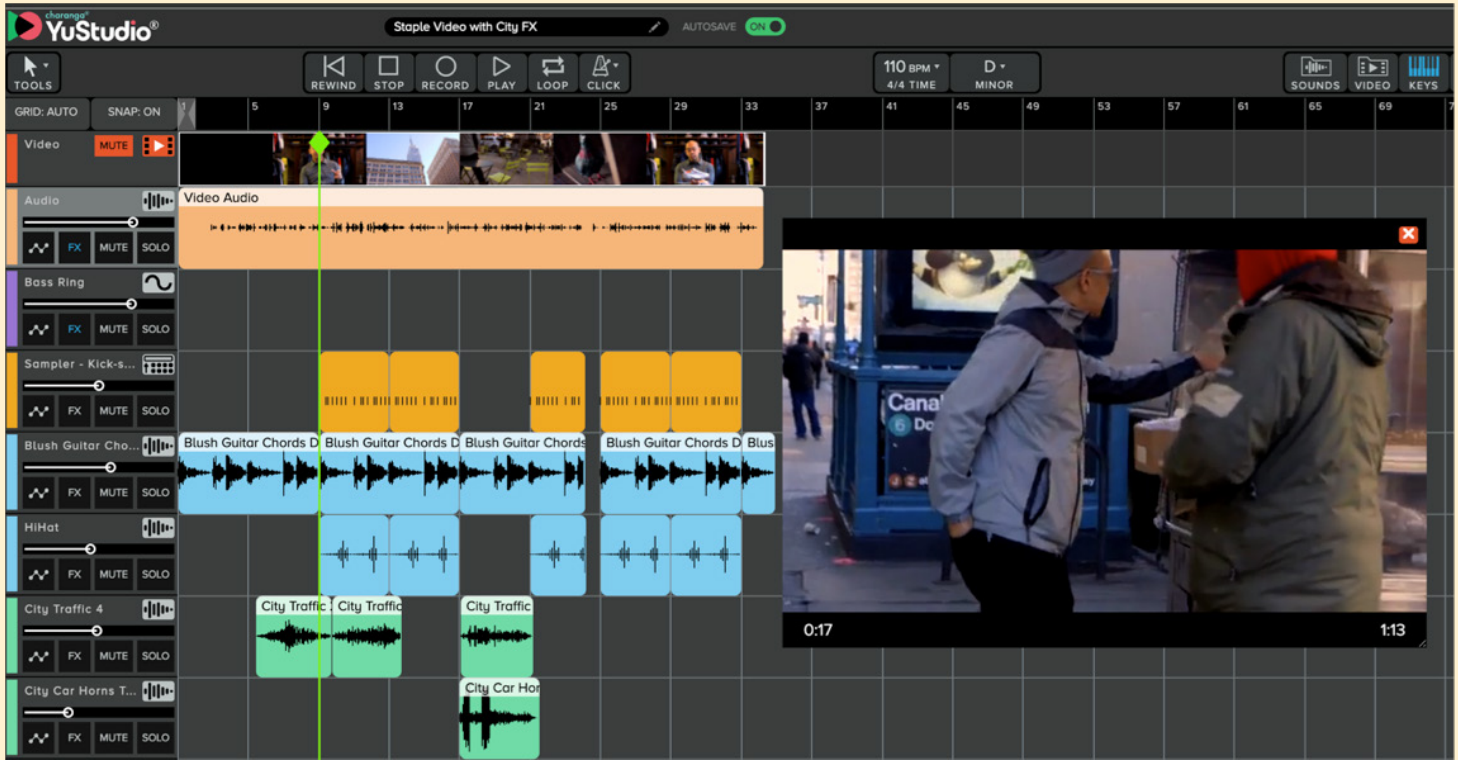 charanga®
YuStudio®
Staple Video with City FX
AUTOSAVE ON
TOOLS
REWIND STOP RECORD PLAY LOOP CLICK
110 BPM D
4/4 TIME MINOR
SOUNDS VIDEO KEYS
GRID: AUTO SNAP: ON 1 5 9 13 17 21 25 29 33 37 41 45 49 53 57 61 65 69
Video MUTE
Audio Video Audio
FX MUTE SOLO
Bass Ring
FX MUTE SOLO
Sampler - Kick-s...
FX MUTE SOLO
Blush Guitar Cho... Blush Guitar Chords D Blush Guitar Chords D Blush Guitar Chords Blush Guitar Chords D Blus
FX MUTE SOLO
HiHat
FX MUTE SOLO
City Traffic 4 City Traffic City Traffic City Traffic
FX MUTE SOLO
City Car Horns T... City Car Hor
FX MUTE SOLO
Canal
6 Do
0:17 1:13